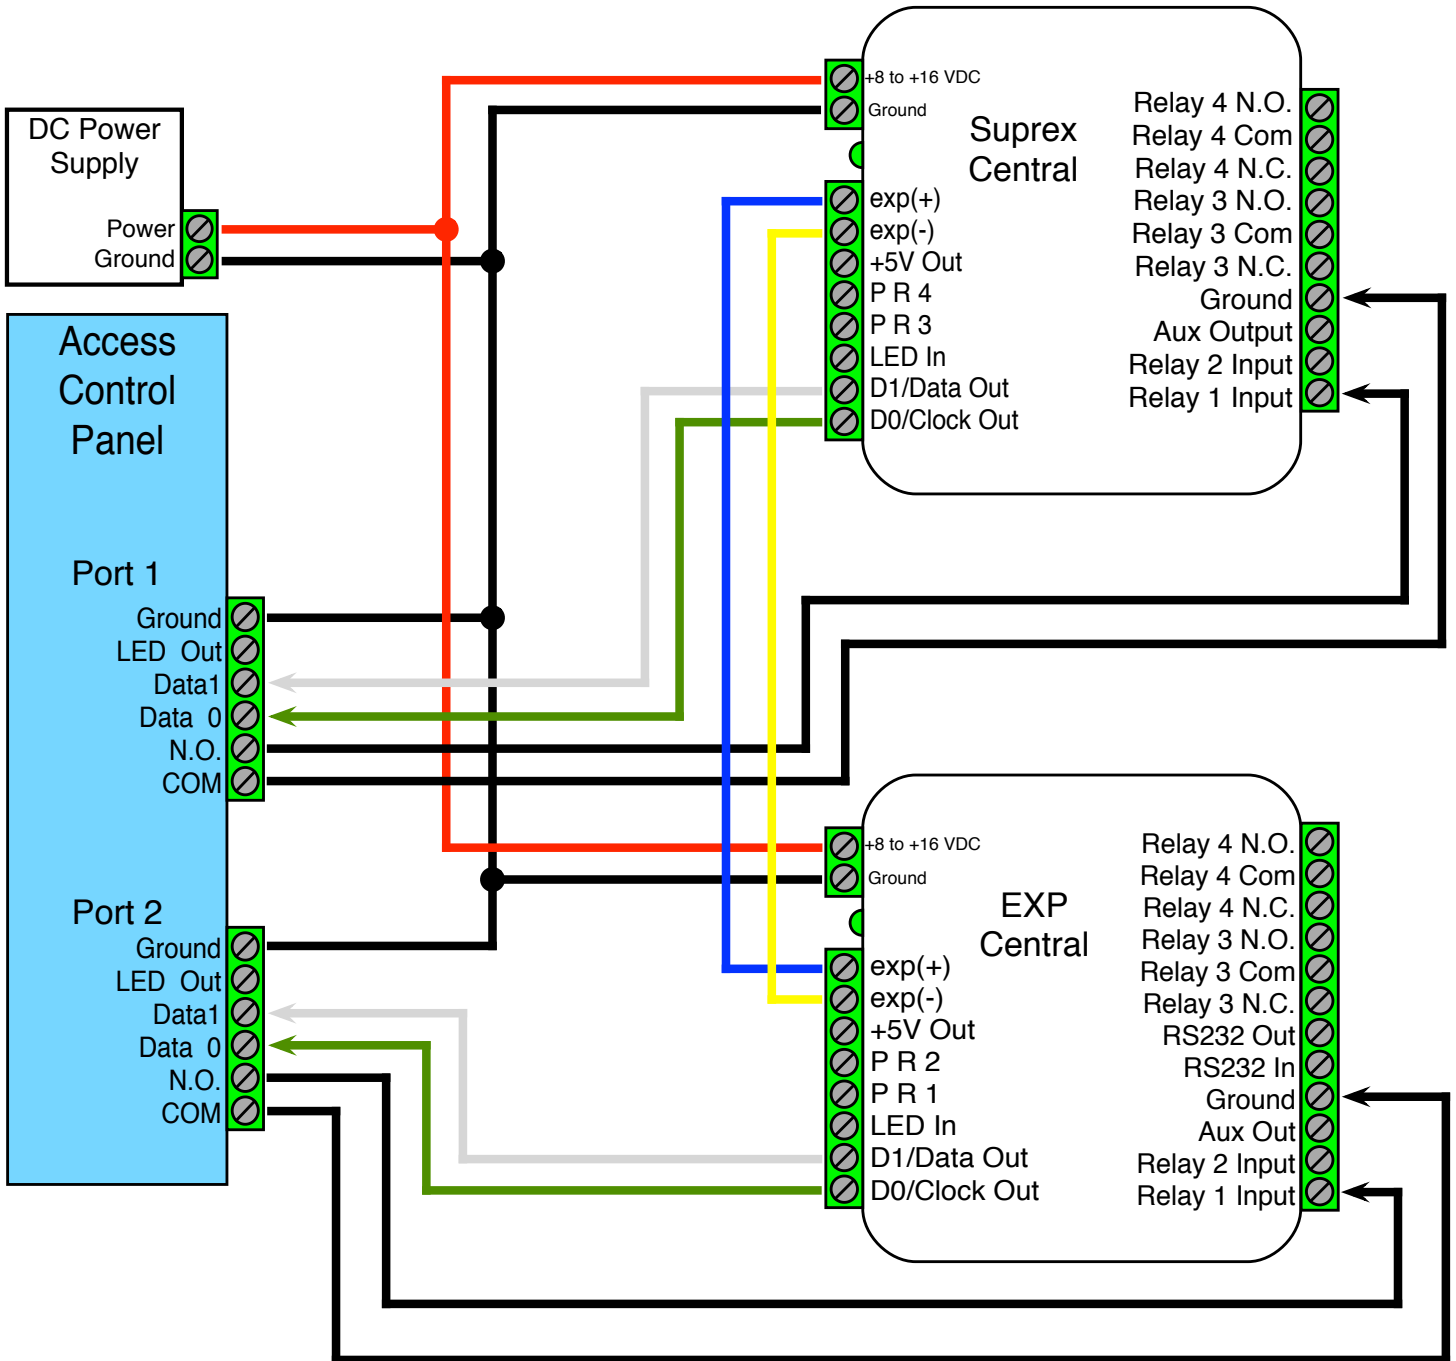 DC Power
Supply
Power
Ground
Access
Control
Panel
Port 1
Ground
LED Out
Data1
Data 0
N.O.
COM
Port 2
Ground
LED Out
Data1
Data 0
N.O.
COM
+8 to +16 VDC
Ground
Suprex
Central
exp(+)
exp(-)
+5V Out
P R 4
P R 3
LED In
D1/Data Out
D0/Clock Out
Relay 4 N.O.
Relay 4 Com
Relay 4 N.C.
Relay 3 N.O.
Relay 3 Com
Relay 3 N.C.
Ground
Aux Output
Relay 2 Input
Relay 1 Input
+8 to +16 VDC
Ground
EXP
Central
exp(+)
exp(-)
+5V Out
P R 2
P R 1
LED In
D1/Data Out
D0/Clock Out
Relay 4 N.O.
Relay 4 Com
Relay 4 N.C.
Relay 3 N.O.
Relay 3 Com
Relay 3 N.C.
RS232 Out
RS232 In
Ground
Aux Out
Relay 2 Input
Relay 1 Input